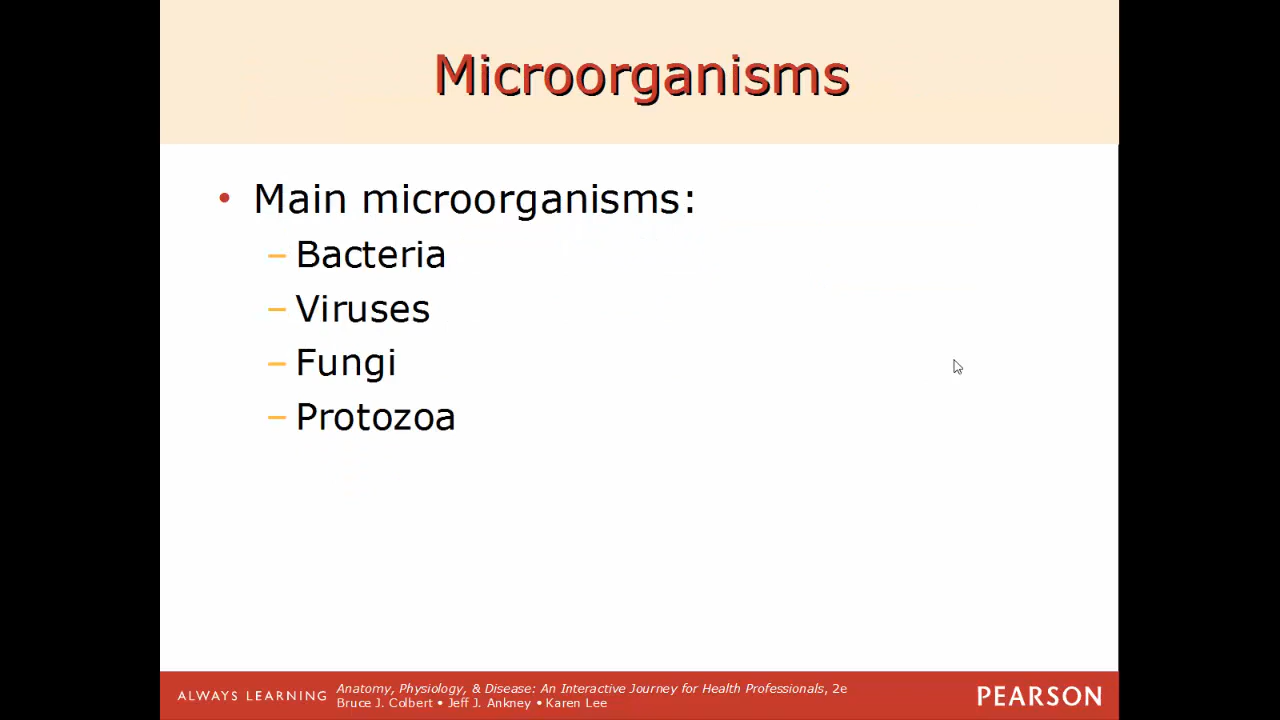 Microorganisms
• Main microorganisms:
– Bacteria
– Viruses
– Fungi
– Protozoa
ALWAYS LEARNING
Anatomy, Physiology, & Disease: An Interactive Journey for Health Professionals, 2e
Bruce J. Colbert • Jeff J. Ankney • Karen Lee
PEARSON